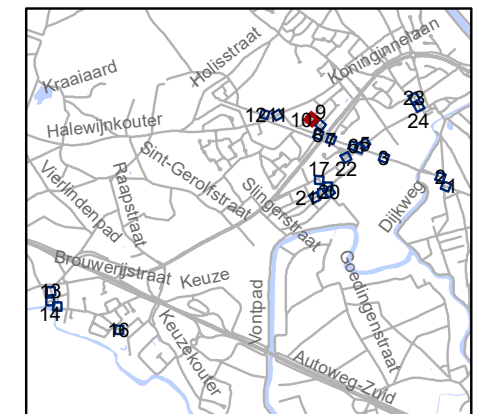 Koninginnelaan
Holisstraat
Kraaiaard
23
24
12
11
10
9
Halewijnkouter
8
7
6
5
3
22
Sint-Gerolfstraat
Raapstraat
Vierlindenpad
17
Slingerstraat
20
21
2
1
Dijkweg
Brouwerijstraat
Keuze
Goedingenstraat
Vontpad
13
14
16
Keuzekouter
Autoweg-Zuid